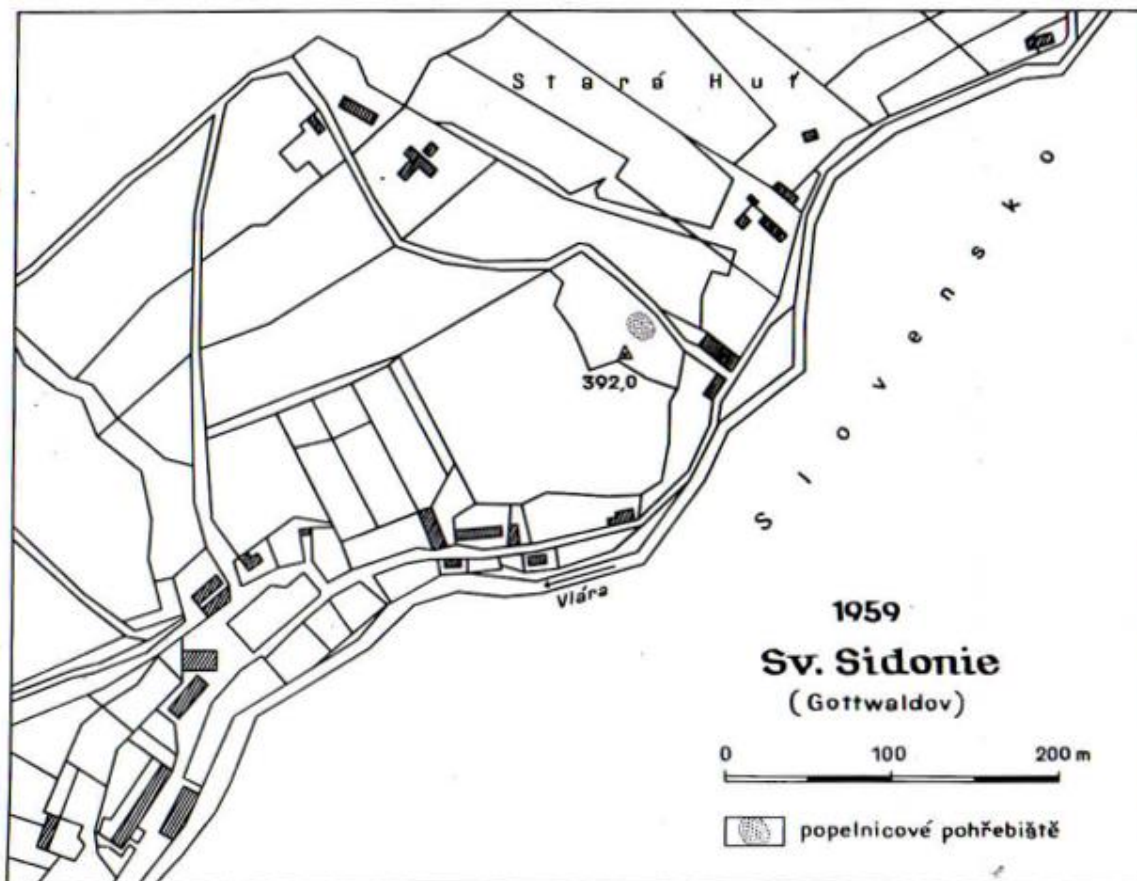 Stará Huť
Slovensko
392,0
Vlára
1959
Sv. Sidonie
(Gottwaldov)
0 100 200 m
popelnicové pohřebiště